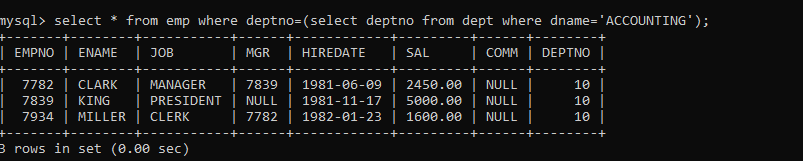 mysql> select * from emp where deptno=(select deptno from dept where dname='ACCOUNTING');
+-------+--------+-----------+------+------------+---------+------+--------+
| EMPNO | ENAME | JOB | MGR | HIREDATE | SAL | COMM | DEPTNO |
+-------+--------+-----------+------+------------+---------+------+--------+
| 7782 | CLARK | MANAGER | 7839 | 1981-06-09 | 2450.00 | NULL | 10 |
| 7839 | KING | PRESIDENT | NULL | 1981-11-17 | 5000.00 | NULL | 10 |
| 7934 | MILLER | CLERK | 7782 | 1982-01-23 | 1600.00 | NULL | 10 |
+-------+--------+-----------+------+------------+---------+------+--------+
3 rows in set (0.00 sec)